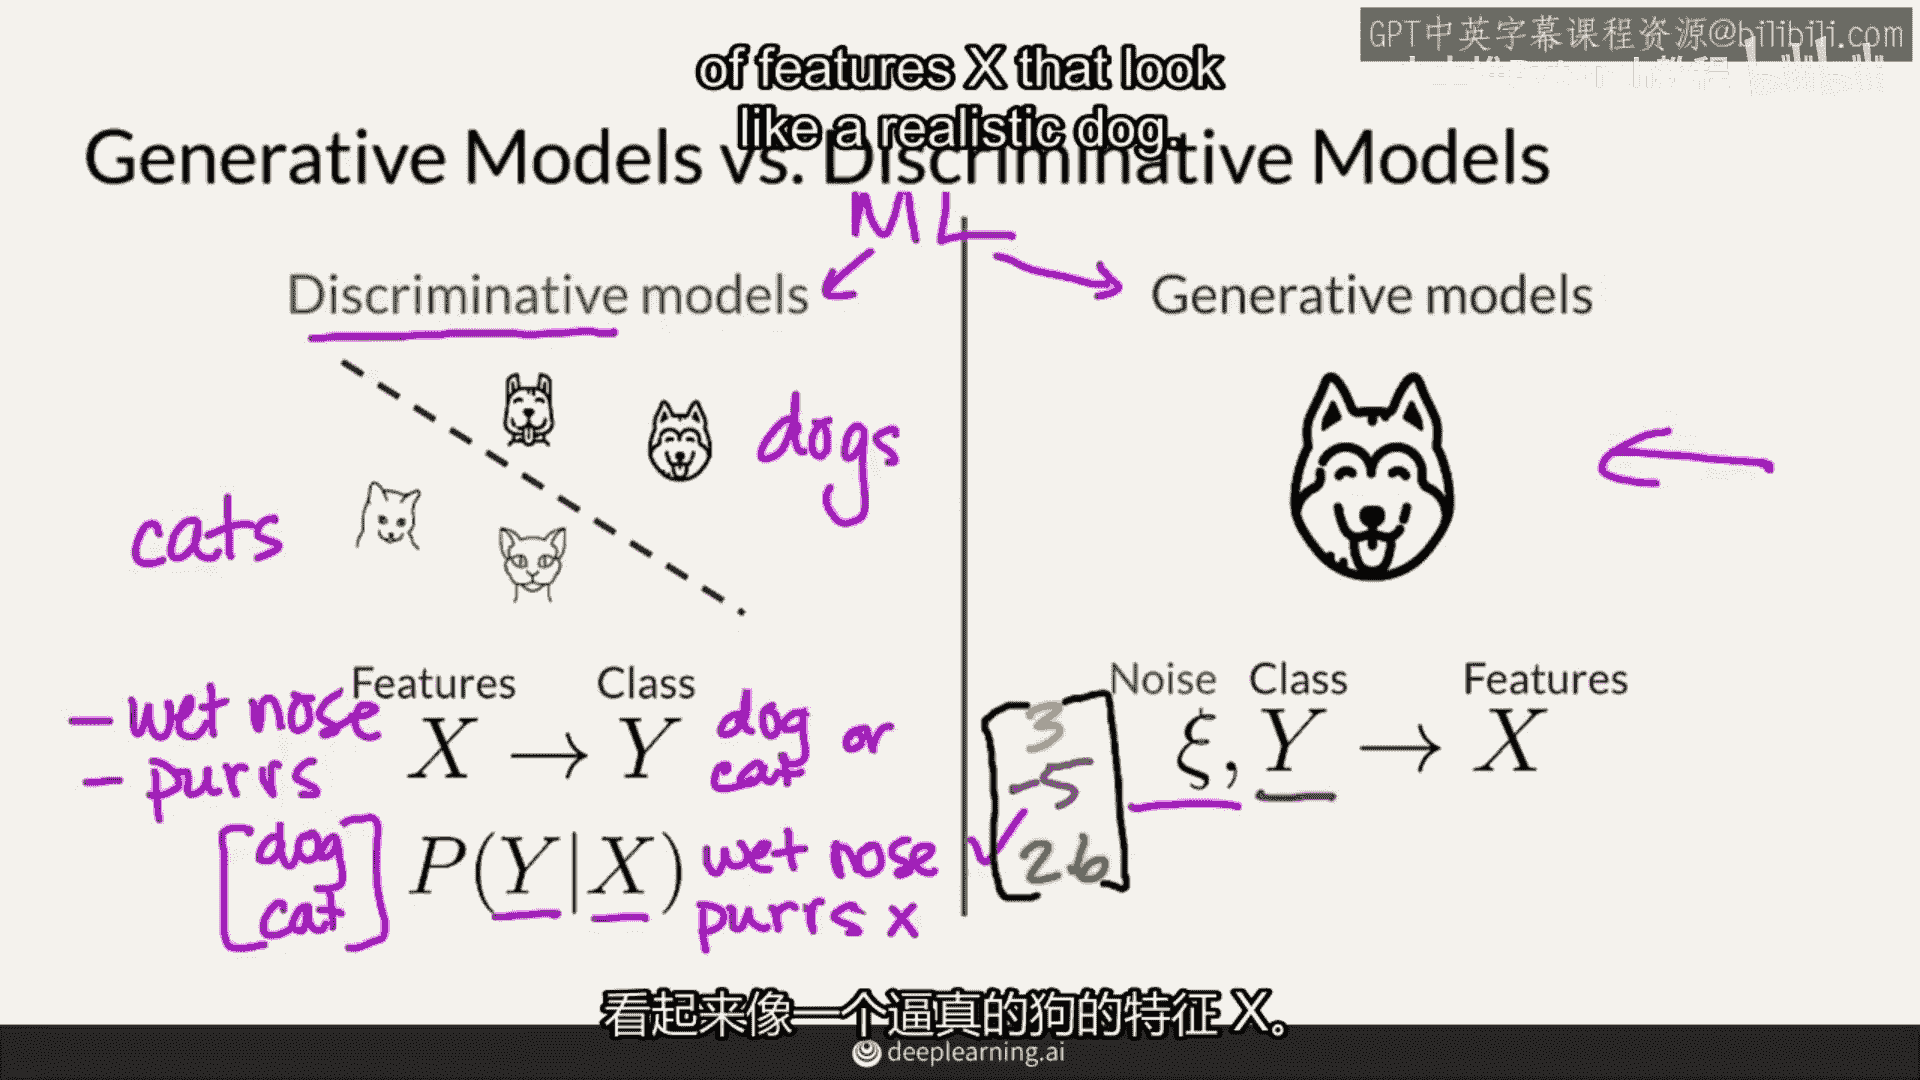 GPT中英字幕课程资源@bilibili.com
of features X that look
like a realistic dog.
Generative Models vs. Discriminative Models
ML
Discriminative models
dogs
cats
Features Class
- wet nose X → Y dog or
- purrs cat
[dog
cat] P(Y|X) wet nose ✓
purrs x
Generative models
Noise Class Features
ξ, Y → X
3
-5
26
看起来像一个逼真的狗的特征 X。
deeplearning.ai